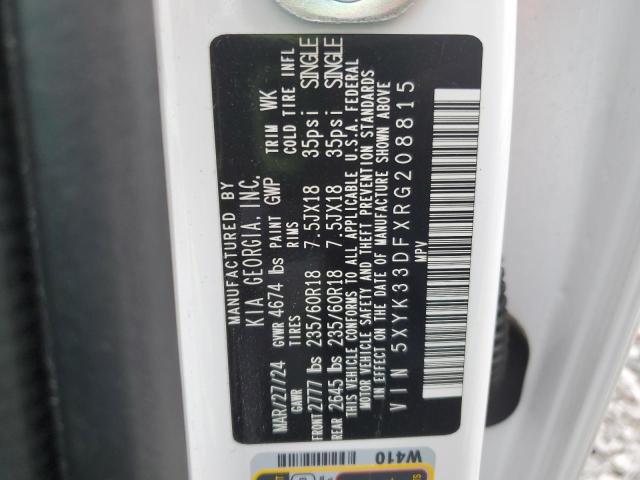 MANUFACTURED BY
KIA GEORGIA, INC.
MAR/27/24 GVWR 4674 lbs PAINT GWP TRIM WK
GAWR TIRES RIMS COLD TIRE INFL
FRONT 2777 lbs 235/60R18 7.5JX18 35psi SINGLE
REAR 2645 lbs 235/60R18 7.5JX18 35psi SINGLE
THIS VEHICLE CONFORMS TO ALL APPLICABLE U.S.A. FEDERAL
MOTOR VEHICLE SAFETY AND THEFT PREVENTION STANDARDS
IN EFFECT ON THE DATE OF MANUFACTURE SHOWN ABOVE
VIN 5XYK33DFXRG208815
MPV
W410